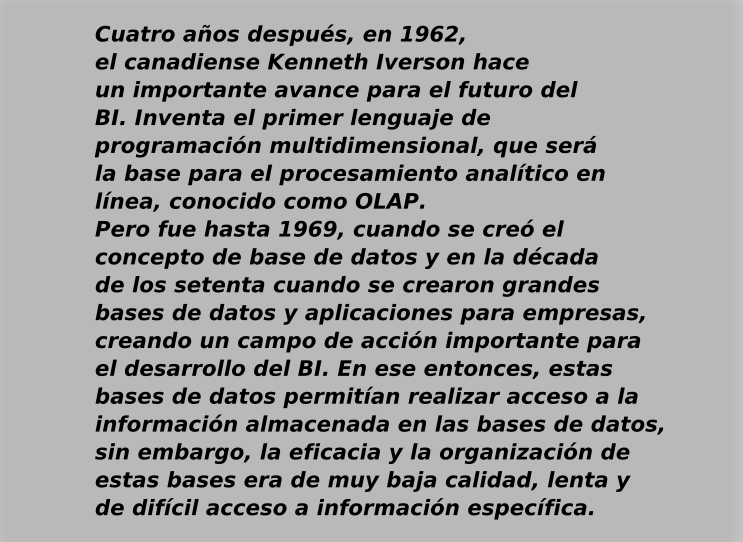 Cuatro años después, en 1962,
el canadiense Kenneth Iverson hace
un importante avance para el futuro del
BI. Inventa el primer lenguaje de
programación multidimensional, que será
la base para el procesamiento analítico en
línea, conocido como OLAP.
Pero fue hasta 1969, cuando se creó el
concepto de base de datos y en la década
de los setenta cuando se crearon grandes
bases de datos y aplicaciones para empresas,
creando un campo de acción importante para
el desarrollo del BI. En ese entonces, estas
bases de datos permitían realizar acceso a la
información almacenada en las bases de datos,
sin embargo, la eficacia y la organización de
estas bases era de muy baja calidad, lenta y
de difícil acceso a información específica.